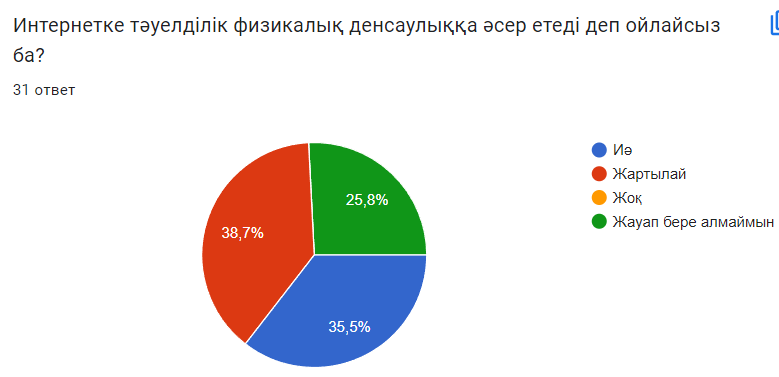 Интернетке тәуелділік физикалық денсаулыққа әсер етеді деп ойлайсыз
ба?
31 ответ
Иә
Жартылай
Жоқ
Жауап бере алмаймын
25,8%
38,7%
35,5%